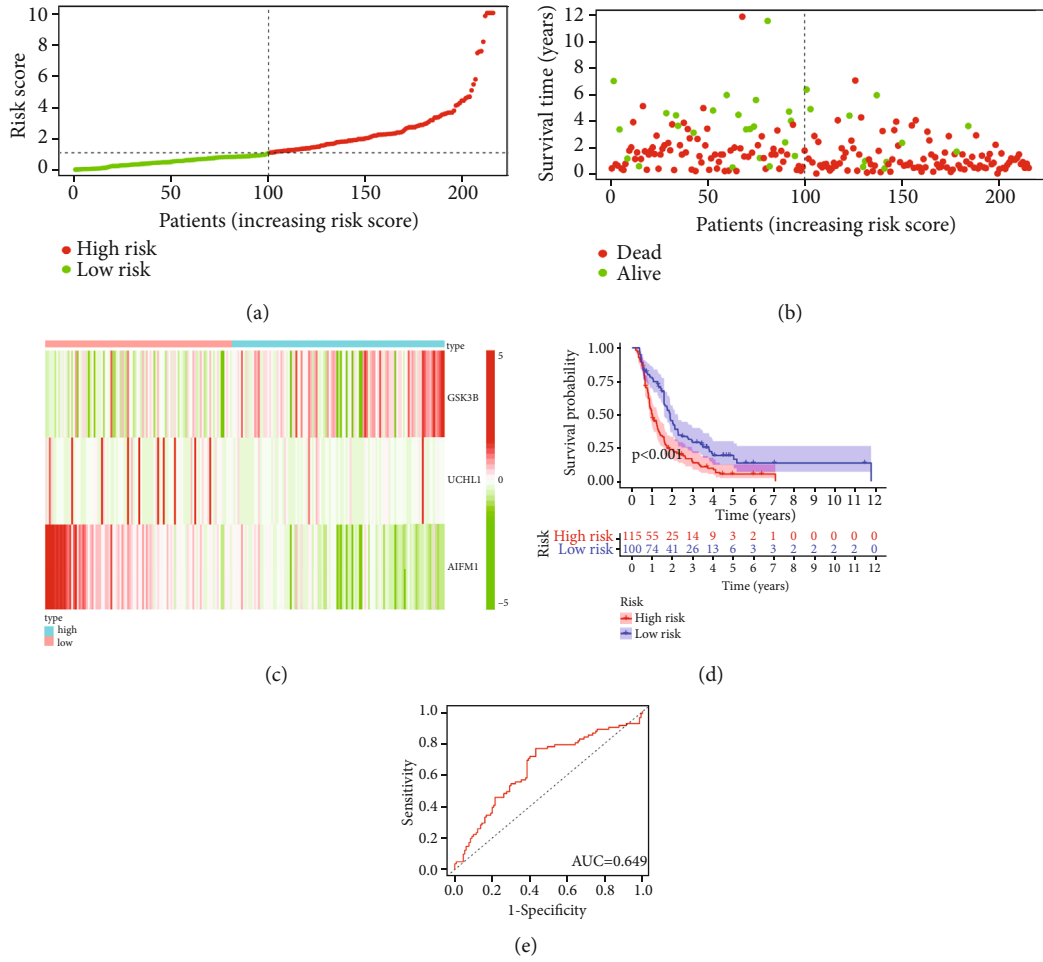 10
8
6
4
2
0
Risk score
0 50 100 150 200
Patients (increasing risk score)
High risk
Low risk
(a)
12
10
8
6
4
2
0
Survival time (years)
0 50 100 150 200
Patients (increasing risk score)
Dead
Alive
(b)
type
5
GSK3B
UCHL1
0
AIFM1
−5
type
high
low
(c)
1.00
0.75
0.50
0.25
0.00
Survival probability
p<0.001
0 1 2 3 4 5 6 7 8 9 10 11 12
Time (years)
Risk
High risk 115 55 25 14 9 3 2 1 0 0 0 0 0
Low risk 100 74 41 26 13 6 3 3 2 2 2 2 0
0 1 2 3 4 5 6 7 8 9 10 11 12
Time (years)
Risk
High risk
Low risk
(d)
1.0
0.8
0.6
0.4
0.2
0.0
Sensitivity
AUC=0.649
0.0 0.2 0.4 0.6 0.8 1.0
1-Specificity
(e)